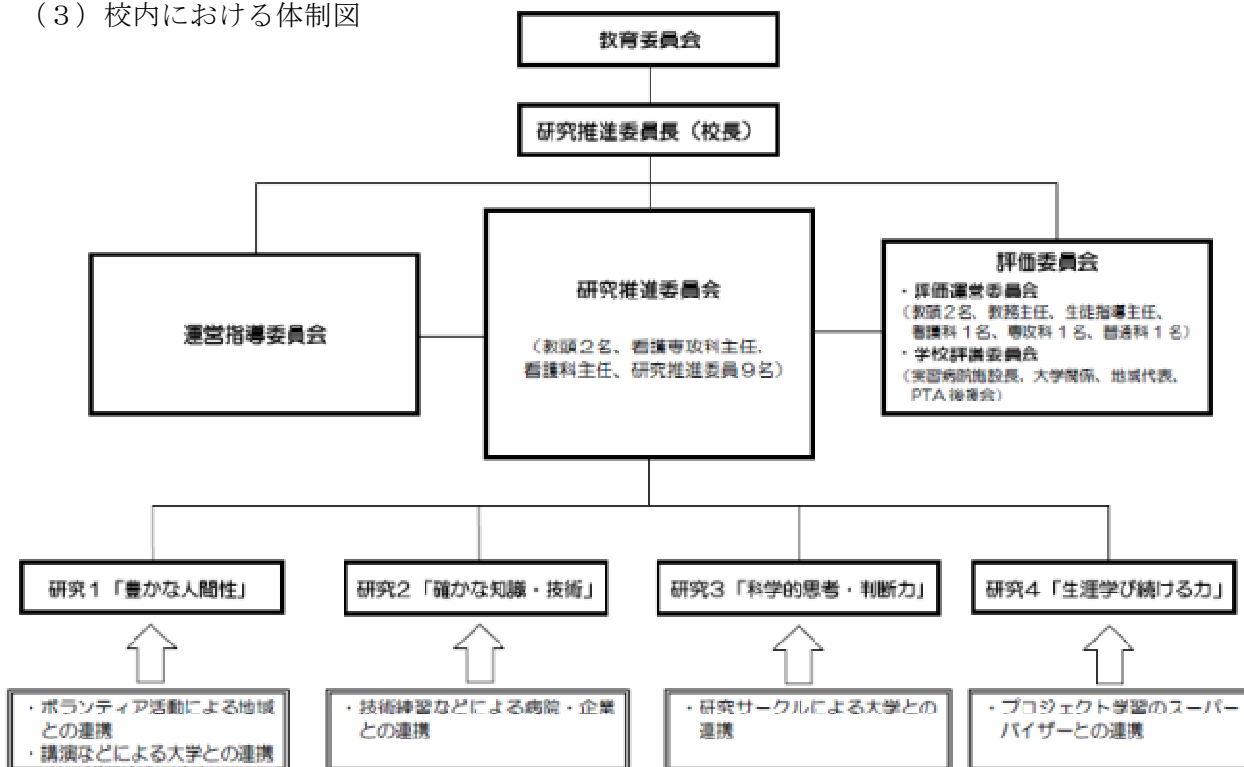 （３）校内における体制図
教育委員会
研究推進委員長（校長）
運営指導委員会
研究推進委員会
（教頭２名、看護専攻科主任、
看護科主任、研究推進委員９名）
評価委員会
・評価運営委員会
（教頭２名、教務主任、生徒指導主任、
看護科１名、専攻科１名、普通科１名）
・学校評議委員会
（実習病院施設長、大学関係、地域代表、
PTA後援会）
研究１「豊かな人間性」
研究２「確かな知識・技術」
研究３「科学的思考・判断力」
研究４「生涯学び続ける力」
・ボランティア活動による地域
との連携
・講演などによる大学との連携
・技術練習などによる病院・企業
との連携
・研究サークルによる大学との
連携
・プロジェクト学習のスーパー
バイザーとの連携